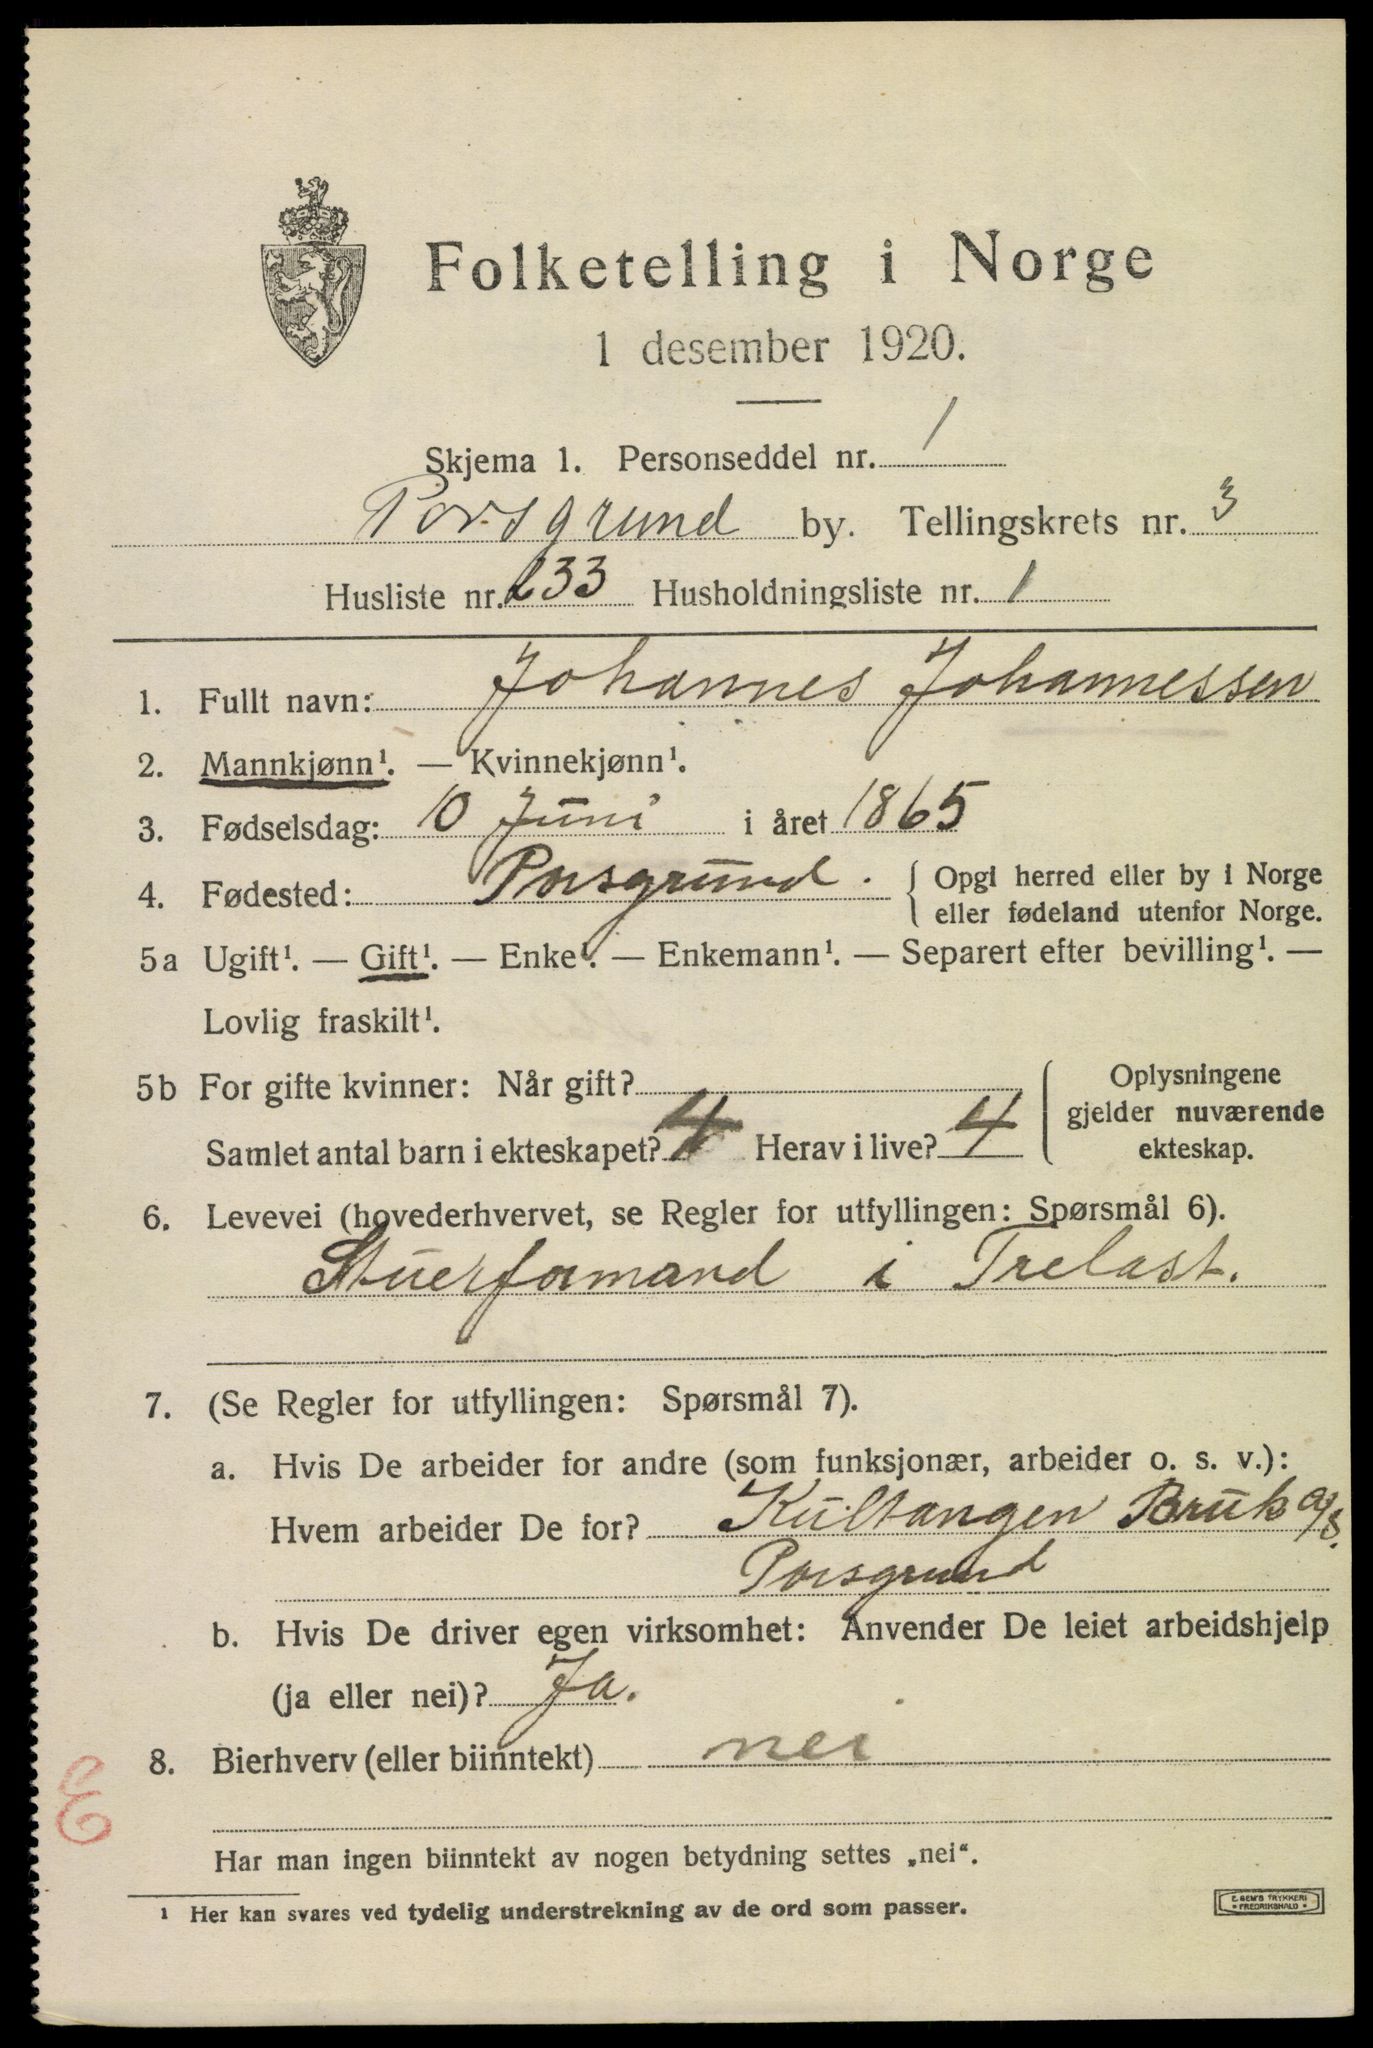 Folketelling i Norge
1 desember 1920.
Skjema 1. Personseddel nr. 1
Porsgrund by. Tellingskrets nr. 3
Husliste nr. 233 Husholdningsliste nr. 1
1. Fullt navn: Johannes Johannessen
2. Mannkjønn¹. — Kvinnekjønn¹.
3. Fødselsdag: 10 Juni i året 1865
4. Fødested: Porsgrund. { Opgi herred eller by i Norge
eller fødeland utenfor Norge.
5a Ugift¹. — Gift¹. — Enke¹. — Enkemann¹. — Separert efter bevilling¹. —
Lovlig fraskilt¹.
5b For gifte kvinner: Når gift?
Samlet antal barn i ekteskapet? 4 Herav i live? 4
Oplysningene
gjelder nuværende
ekteskap.
6. Levevei (hovederhvervet, se Regler for utfyllingen: Spørsmål 6).
Stuerformand i Trelast.
7. (Se Regler for utfyllingen: Spørsmål 7).
a. Hvis De arbeider for andre (som funksjonær, arbeider o. s. v.):
Hvem arbeider De for? Kultangen Bruk a/s.
Porsgrund
b. Hvis De driver egen virksomhet: Anvender De leiet arbeidshjelp
(ja eller nei)? Ja.
8. Bierhverv (eller biinntekt) nei
Har man ingen biinntekt av nogen betydning settes „nei“.
¹ Her kan svares ved tydelig understrekning av de ord som passer.
E. SEM'S TRYKKERI
FREDRIKSHALD